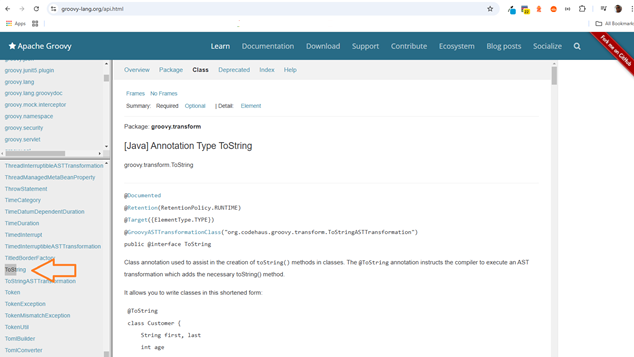 groovy-lang.org/api.html
Apps
All Bookmarks
Apache Groovy
Learn
Documentation
Download
Support
Contribute
Ecosystem
Blog posts
Socialize
Fork me on GitHub
groovy.junit5.plugin
groovy.lang
groovy.lang.groovydoc
groovy.mock.interceptor
groovy.namespace
groovy.security
groovy.servlet
ThreadInterruptibleASTTransformation
ThreadManagedMetaBeanProperty
ThrowStatement
TimeCategory
TimeDatumDependentDuration
TimeDuration
TimedInterrupt
TimedInterruptibleASTTransformation
TitledBorderFactory
ToString
ToStringASTTransformation
Token
TokenException
TokenMismatchException
TokenUtil
TomlBuilder
TomlConverter
Overview Package Class Deprecated Index Help
Frames No Frames
Summary: Required Optional | Detail: Element
Package: groovy.transform
[Java] Annotation Type ToString
groovy.transform.ToString
@Documented
@Retention(RetentionPolicy.RUNTIME)
@Target({ElementType.TYPE})
@GroovyASTTransformationClass("org.codehaus.groovy.transform.ToStringASTTransformation")
public @interface ToString
Class annotation used to assist in the creation of toString() methods in classes. The @ToString annotation instructs the compiler to execute an AST
transformation which adds the necessary toString() method.
It allows you to write classes in this shortened form:
@ToString
class Customer {
String first, last
int age